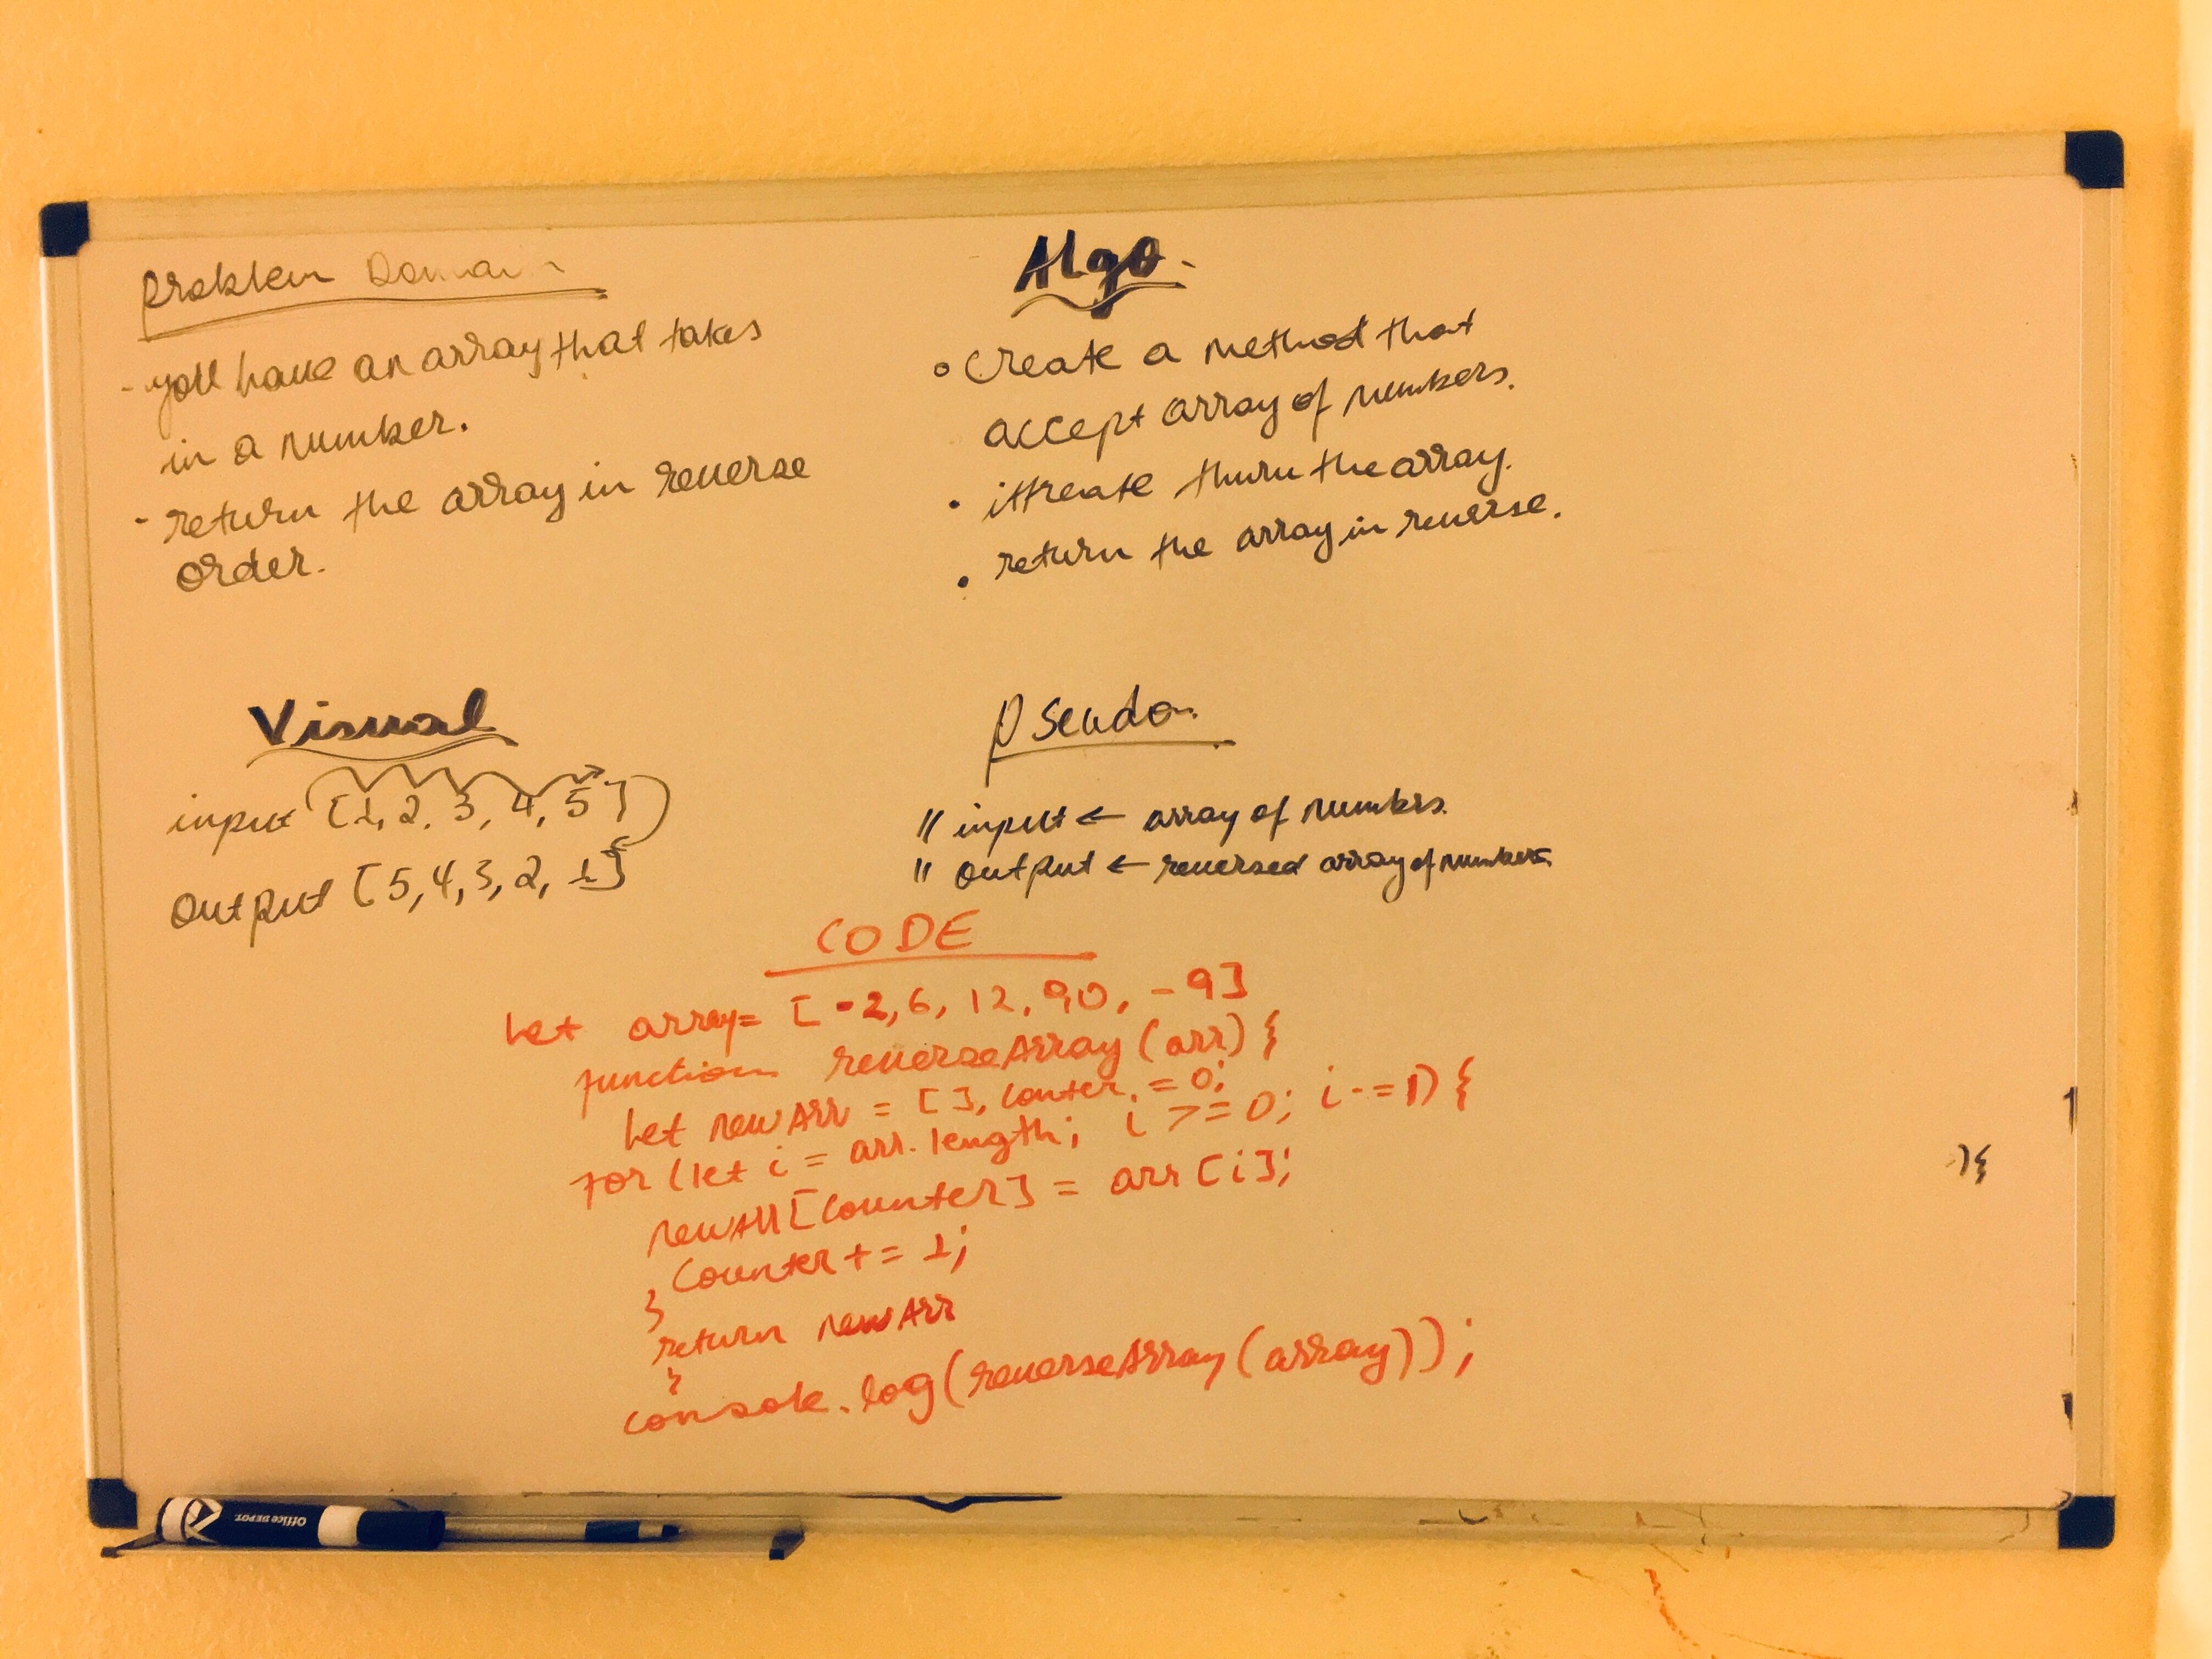 Problem Domain
- you have an array that takes
in a number.
- return the array in reverse
order.
Algo.
• Create a method that
accept array of numbers.
• ittreate thuru the array.
• return the array in reverse.
Visual
input [1, 2, 3, 4, 5]
output [5, 4, 3, 2, 1]
Pseudo
// input ← array of numbrs.
// output ← reversed array of numbers.
CODE
Let array = [-2, 6, 12, 90, -9]
function reverseArray (arr) {
Let newArr = [], conter = 0;
for (let i = arr.length; i >= 0; i -= 1) {
newArr[Counter] = arr[i];
Counter += 1;
}
return newArr
}
console.log(reverseArray(array));
){
Office DEPOT.